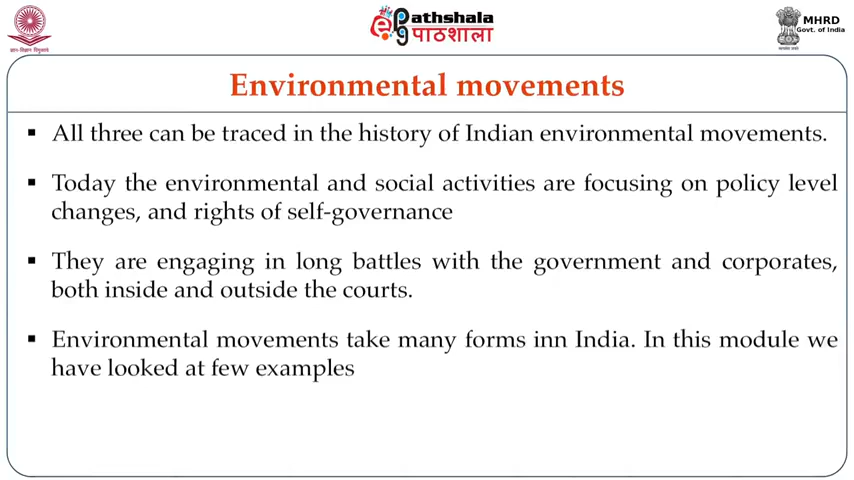 ePgPathshala
पाठशाला
MHRD
Govt. of India
Environmental movements
▪ All three can be traced in the history of Indian environmental movements.
▪ Today the environmental and social activities are focusing on policy level
changes, and rights of self-governance
▪ They are engaging in long battles with the government and corporates,
both inside and outside the courts.
▪ Environmental movements take many forms inn India. In this module we
have looked at few examples